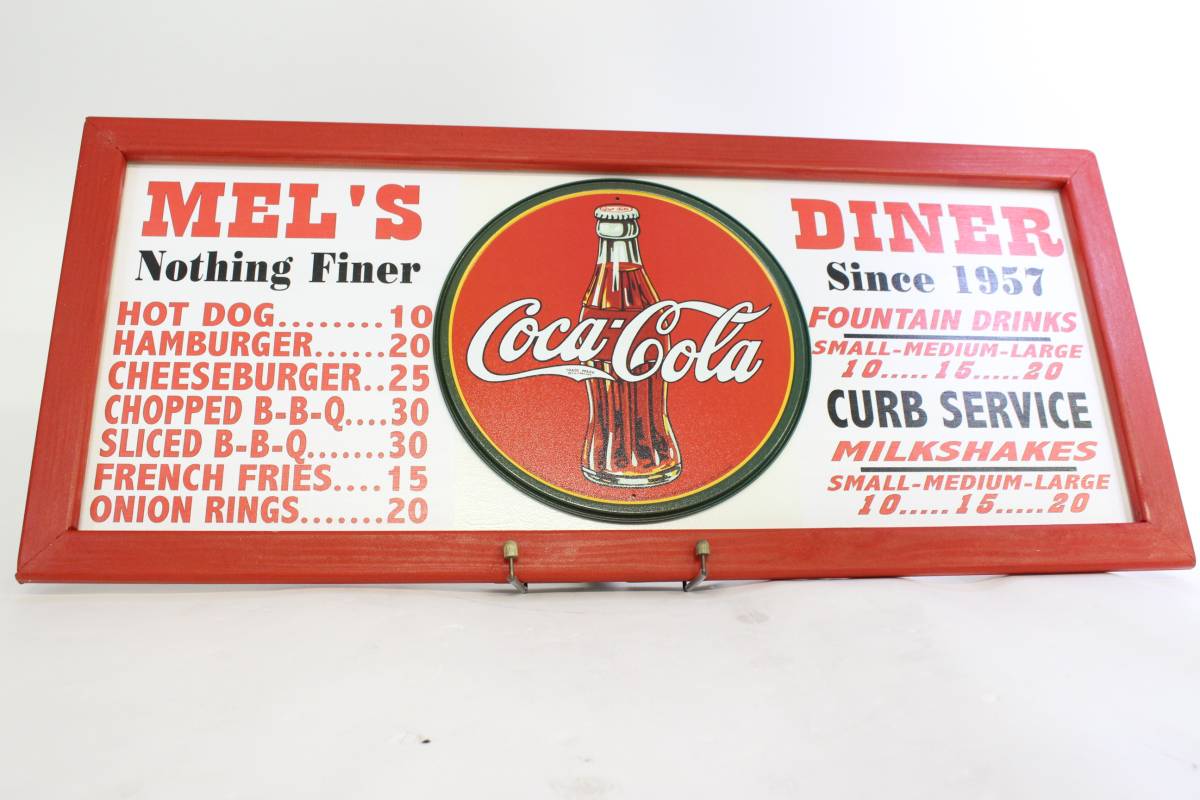 MEL'S
Nothing Finer
HOT DOG........10
HAMBURGER......20
CHEESEBURGER..25
CHOPPED B-B-Q....30
SLICED B-B-Q.......30
FRENCH FRIES....15
ONION RINGS.......20
Coca-Cola
DINER
Since 1957
FOUNTAIN DRINKS
SMALL-MEDIUM-LARGE
10.....15.....20
CURB SERVICE
MILKSHAKES
SMALL-MEDIUM-LARGE
10.....15.....20